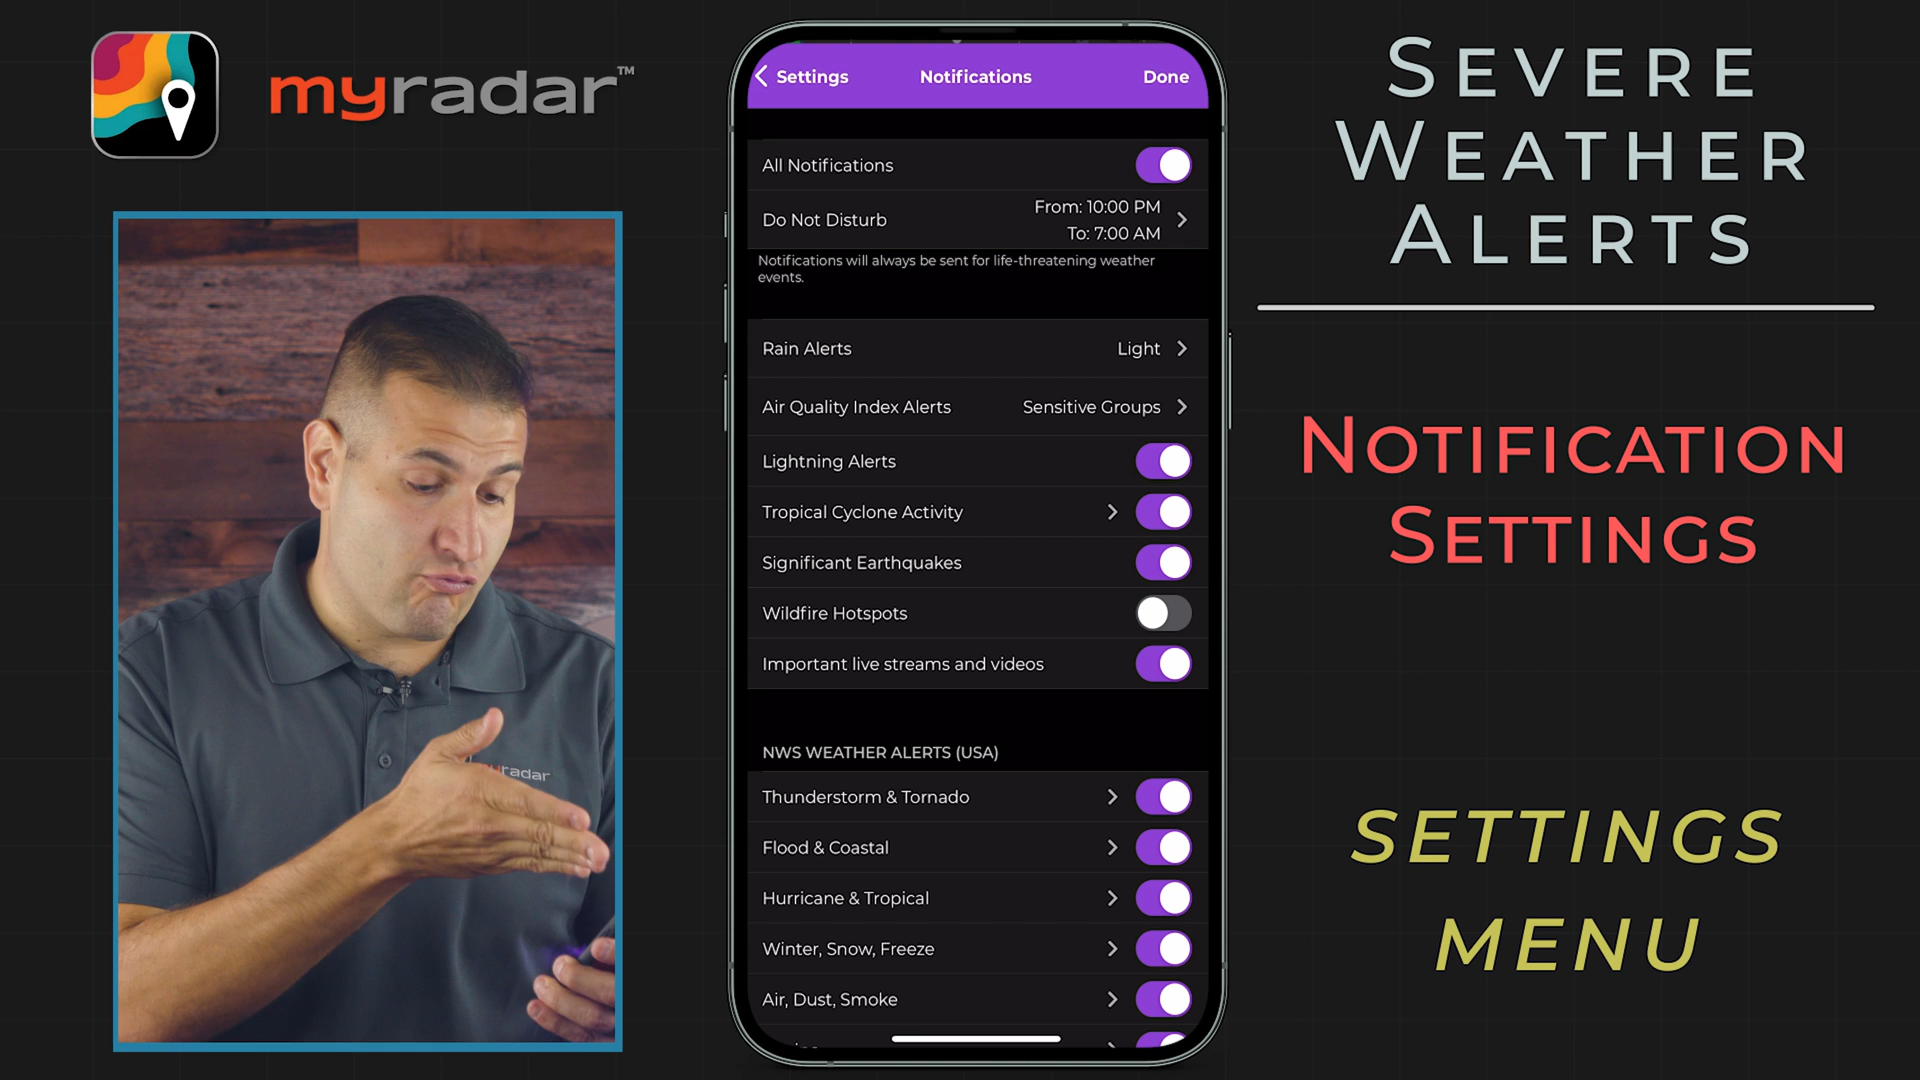 myradar™
Settings
Notifications
Done
All Notifications
Do Not Disturb
From: 10:00 PM
To: 7:00 AM
Notifications will always be sent for life-threatening weather
events.
Rain Alerts
Light
Air Quality Index Alerts
Sensitive Groups
Lightning Alerts
Tropical Cyclone Activity
Significant Earthquakes
Wildfire Hotspots
Important live streams and videos
NWS WEATHER ALERTS (USA)
Thunderstorm & Tornado
Flood & Coastal
Hurricane & Tropical
Winter, Snow, Freeze
Air, Dust, Smoke
SEVERE
WEATHER
ALERTS
NOTIFICATION
SETTINGS
SETTINGS
MENU